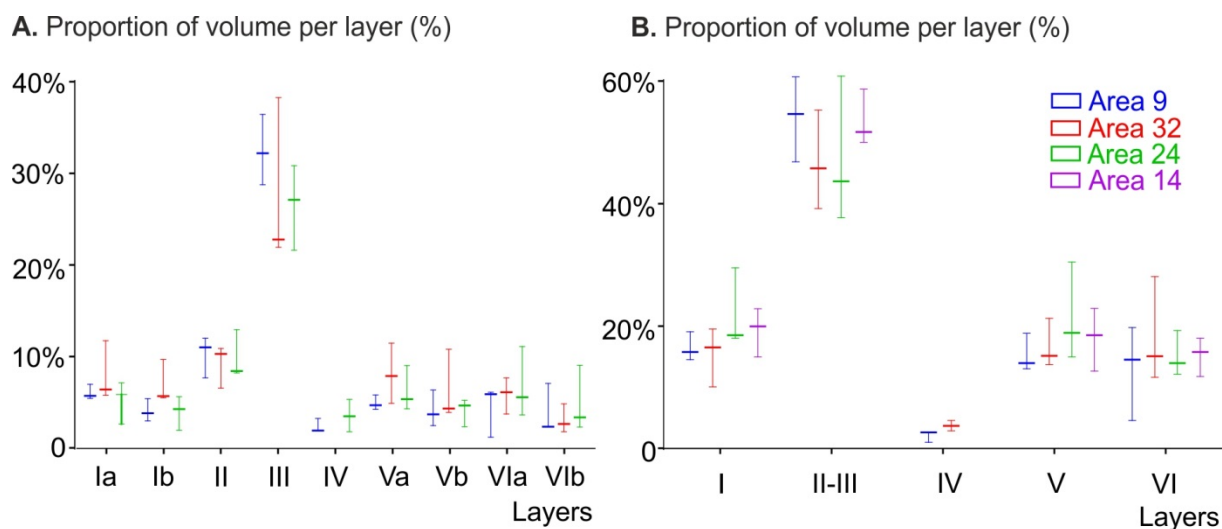 A. Proportion of volume per layer (%)
40%
30%
20%
10%
0
Ia Ib II III IV Va Vb VIa VIb
Layers
B. Proportion of volume per layer (%)
60%
40%
20%
0
Area 9
Area 32
Area 24
Area 14
I II-III IV V VI
Layers